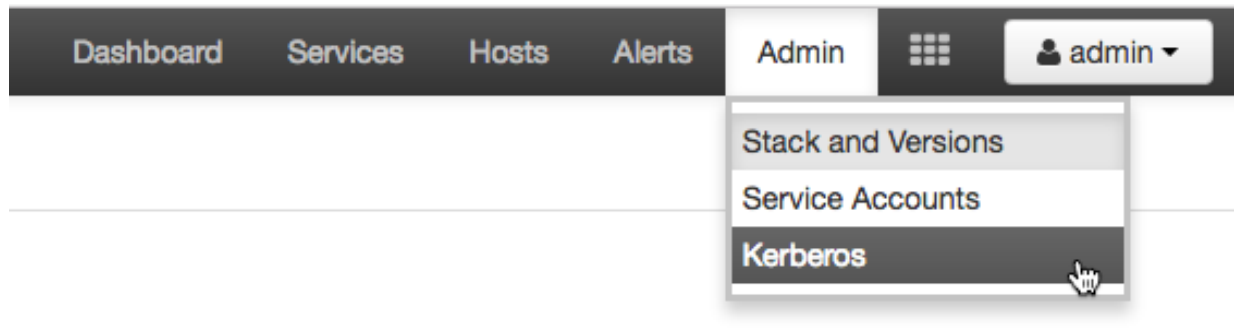 Dashboard Services Hosts Alerts Admin admin
Stack and Versions
Service Accounts
Kerberos